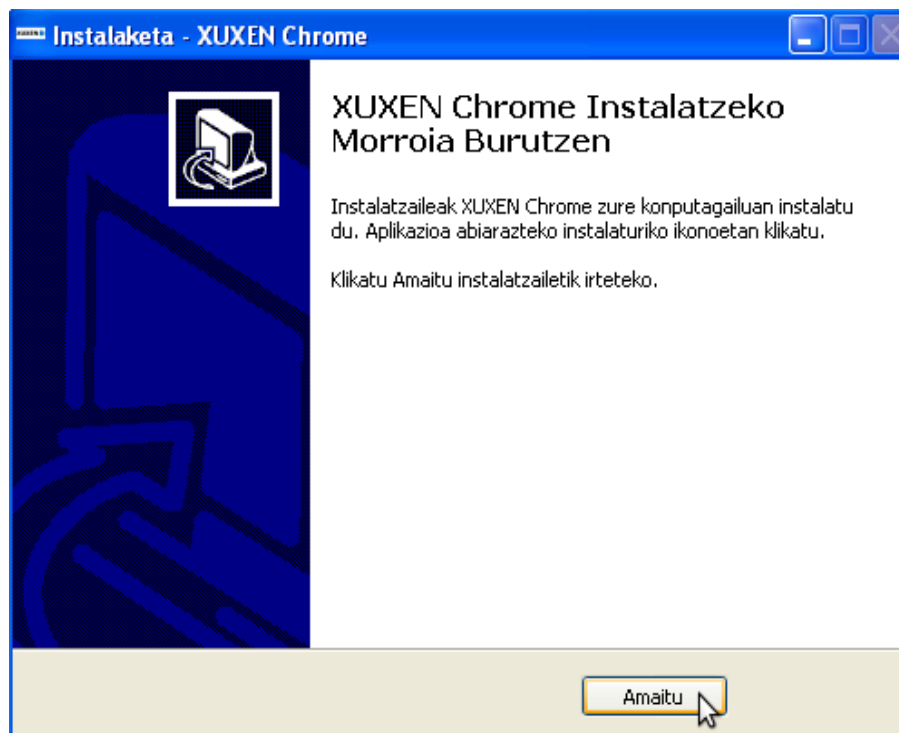 Instalaketa - XUXEN Chrome
XUXEN Chrome Instalatzeko
Morroia Burutzen
Instalatzaileak XUXEN Chrome zure konputagailuan instalatu
du. Aplikazioa abiarazteko instalaturiko ikonoetan klikatu.
Klikatu Amaitu instalatzailetik irteteko.
Amaitu